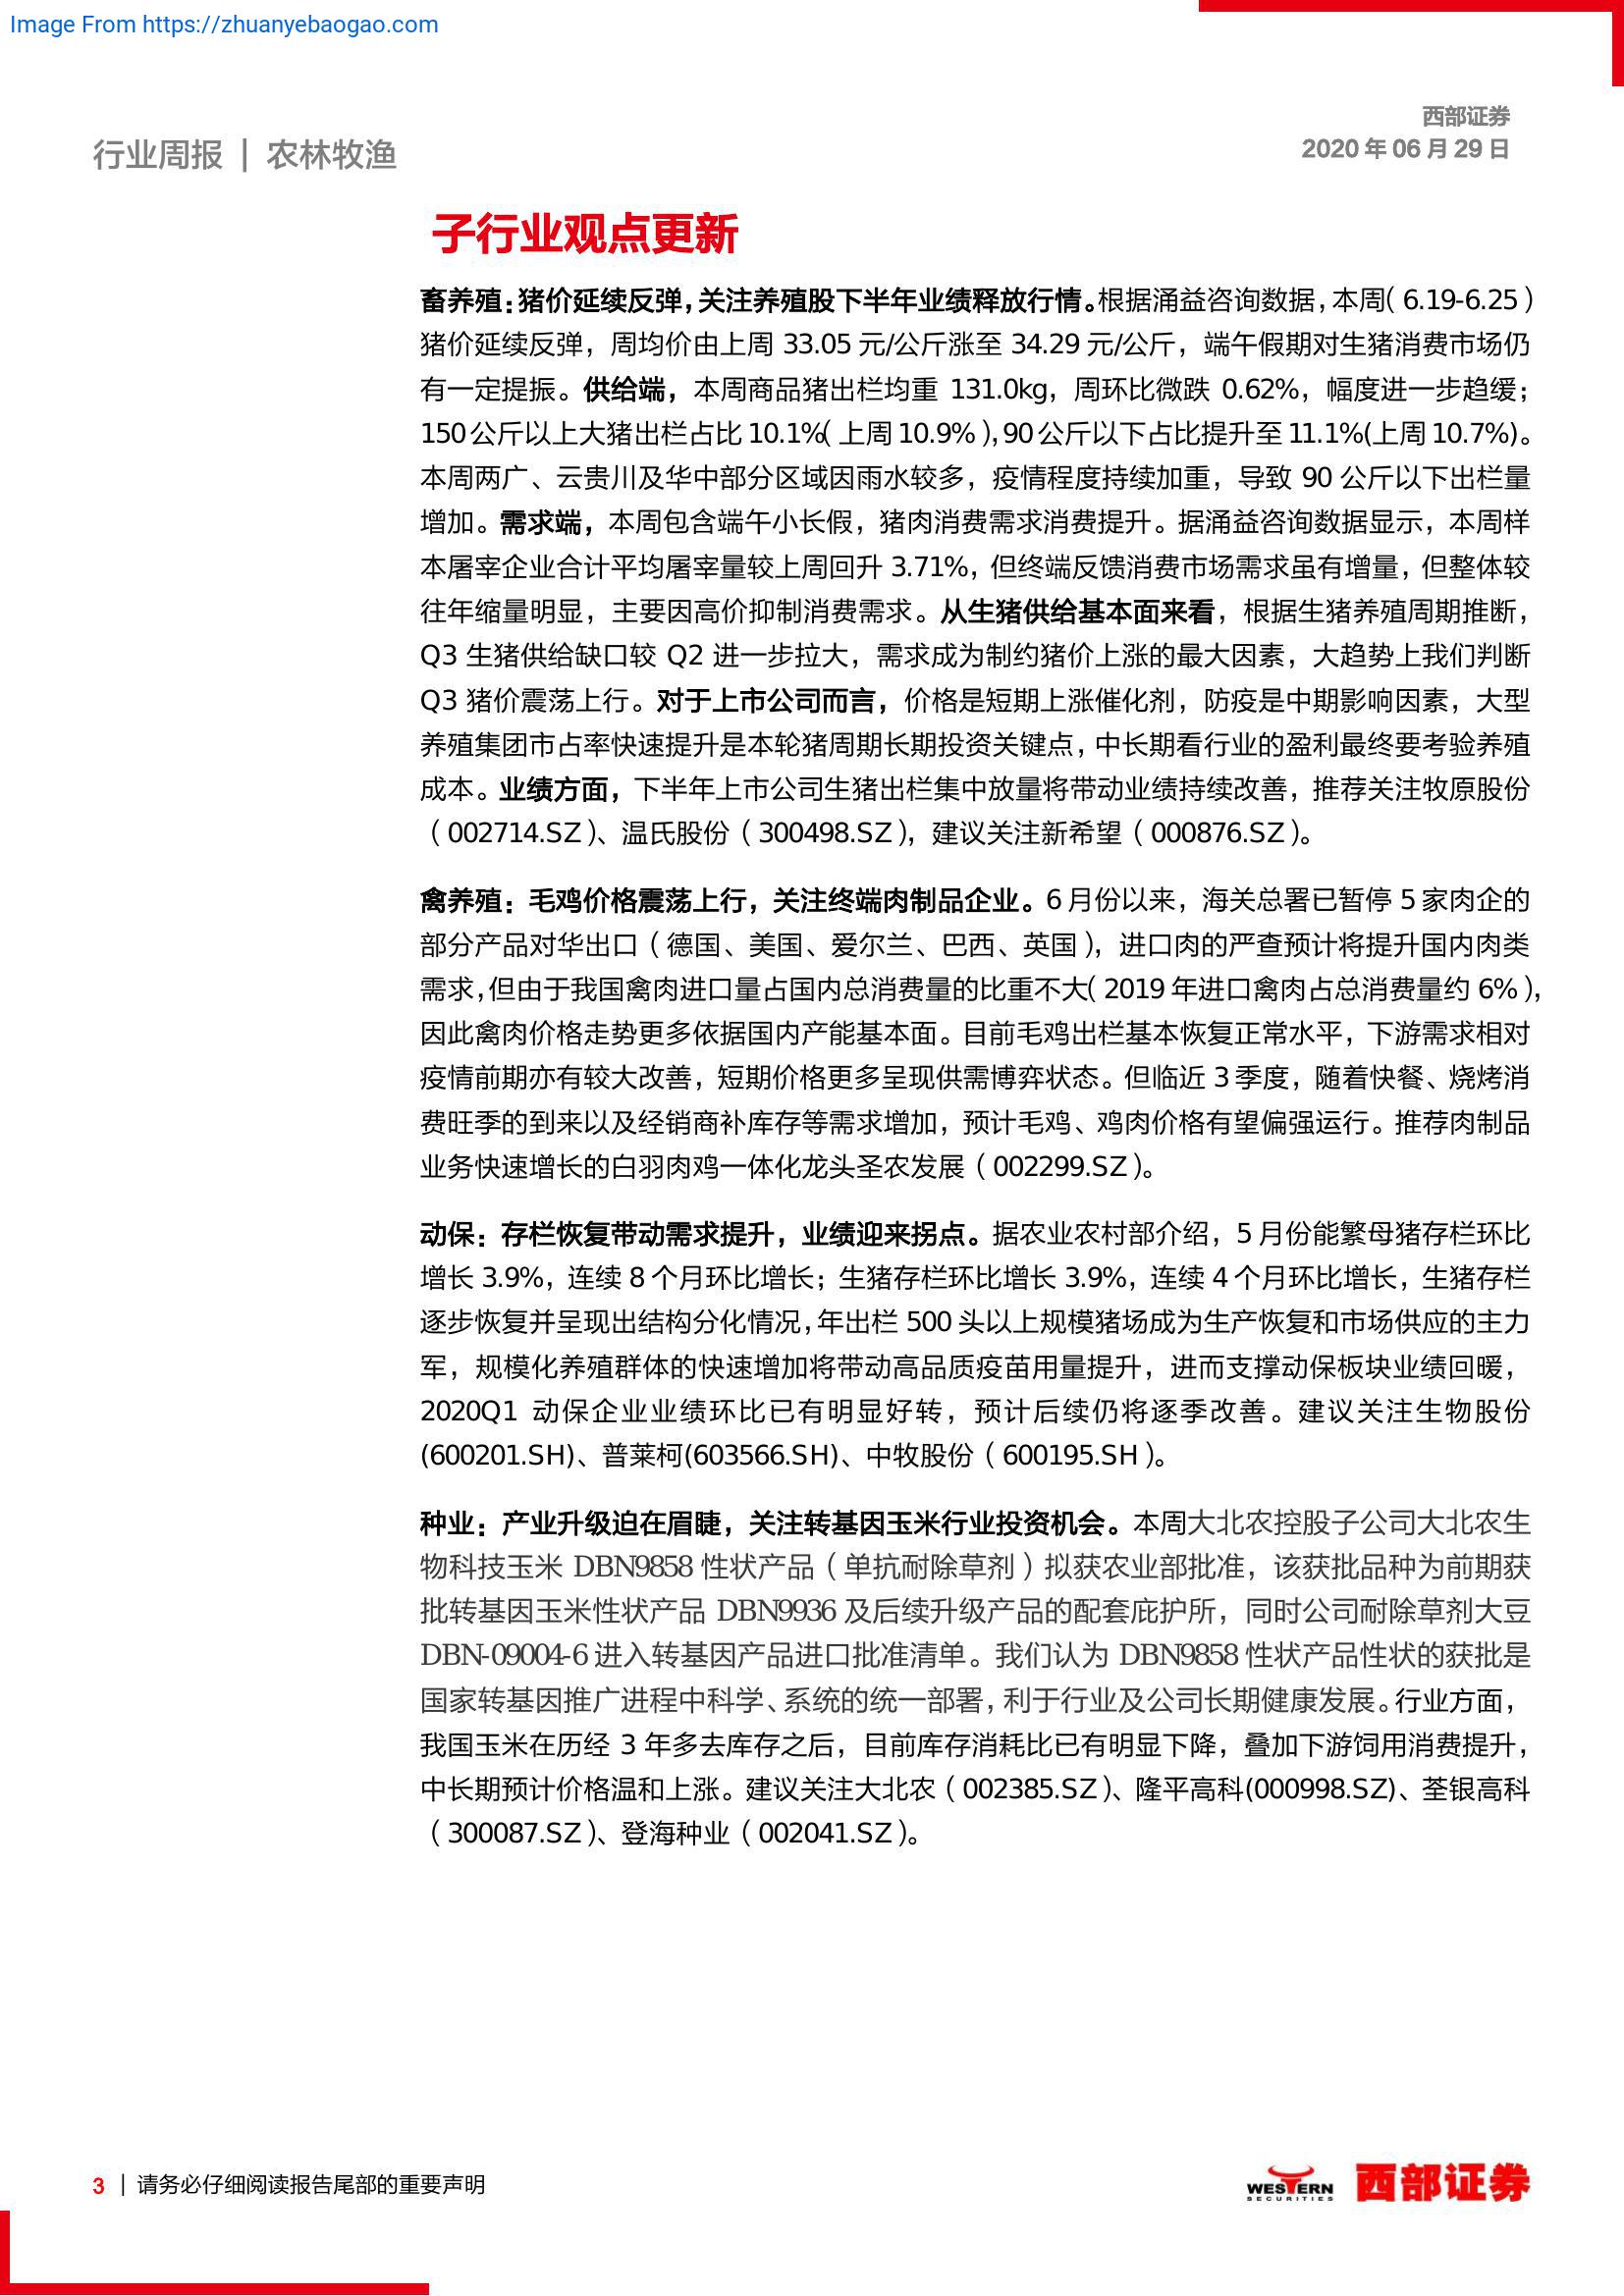 Image From https://zhuanyebaogao.com
西部证券
2020 年 06 月 29 日
行业周报 | 农林牧渔
子行业观点更新
畜养殖：猪价延续反弹，关注养殖股下半年业绩释放行情。根据涌益咨询数据，本周（6.19-6.25）
猪价延续反弹，周均价由上周 33.05 元/公斤涨至 34.29 元/公斤，端午假期对生猪消费市场仍
有一定提振。供给端，本周商品猪出栏均重 131.0kg，周环比微跌 0.62%，幅度进一步趋缓；
150 公斤以上大猪出栏占比 10.1%（上周 10.9%），90 公斤以下占比提升至 11.1%(上周 10.7%)。
本周两广、云贵川及华中部分区域因雨水较多，疫情程度持续加重，导致 90 公斤以下出栏量
增加。需求端，本周包含端午小长假，猪肉消费需求消费提升。据涌益咨询数据显示，本周样
本屠宰企业合计平均屠宰量较上周回升 3.71%，但终端反馈消费市场需求虽有增量，但整体较
往年缩量明显，主要因高价抑制消费需求。从生猪供给基本面来看，根据生猪养殖周期推断，
Q3 生猪供给缺口较 Q2 进一步拉大，需求成为制约猪价上涨的最大因素，大趋势上我们判断
Q3 猪价震荡上行。对于上市公司而言，价格是短期上涨催化剂，防疫是中期影响因素，大型
养殖集团市占率快速提升是本轮猪周期长期投资关键点，中长期看行业的盈利最终要考验养殖
成本。业绩方面，下半年上市公司生猪出栏集中放量将带动业绩持续改善，推荐关注牧原股份
（002714.SZ）、温氏股份（300498.SZ），建议关注新希望（000876.SZ）。
禽养殖：毛鸡价格震荡上行，关注终端肉制品企业。6 月份以来，海关总署已暂停 5 家肉企的
部分产品对华出口（德国、美国、爱尔兰、巴西、英国），进口肉的严查预计将提升国内肉类
需求，但由于我国禽肉进口量占国内总消费量的比重不大（2019 年进口禽肉占总消费量约 6%），
因此禽肉价格走势更多依据国内产能基本面。目前毛鸡出栏基本恢复正常水平，下游需求相对
疫情前期亦有较大改善，短期价格更多呈现供需博弈状态。但临近 3 季度，随着快餐、烧烤消
费旺季的到来以及经销商补库存等需求增加，预计毛鸡、鸡肉价格有望偏强运行。推荐肉制品
业务快速增长的白羽肉鸡一体化龙头圣农发展（002299.SZ）。
动保：存栏恢复带动需求提升，业绩迎来拐点。据农业农村部介绍，5 月份能繁母猪存栏环比
增长 3.9%，连续 8 个月环比增长；生猪存栏环比增长 3.9%，连续 4 个月环比增长，生猪存栏
逐步恢复并呈现出结构分化情况，年出栏 500 头以上规模猪场成为生产恢复和市场供应的主力
军，规模化养殖群体的快速增加将带动高品质疫苗用量提升，进而支撑动保板块业绩回暖，
2020Q1 动保企业业绩环比已有明显好转，预计后续仍将逐季改善。建议关注生物股份
(600201.SH)、普莱柯(603566.SH)、中牧股份（600195.SH）。
种业：产业升级迫在眉睫，关注转基因玉米行业投资机会。本周大北农控股子公司大北农生
物科技玉米 DBN9858 性状产品（单抗耐除草剂）拟获农业部批准，该获批品种为前期获
批转基因玉米性状产品 DBN9936 及后续升级产品的配套庇护所，同时公司耐除草剂大豆
DBN-09004-6 进入转基因产品进口批准清单。我们认为 DBN9858 性状产品性状的获批是
国家转基因推广进程中科学、系统的统一部署，利于行业及公司长期健康发展。行业方面，
我国玉米在历经 3 年多去库存之后，目前库存消耗比已有明显下降，叠加下游饲用消费提升，
中长期预计价格温和上涨。建议关注大北农（002385.SZ）、隆平高科(000998.SZ)、荃银高科
（300087.SZ）、登海种业（002041.SZ）。
3 | 请务必仔细阅读报告尾部的重要声明
WESTERN
SECURITIES
西部证券